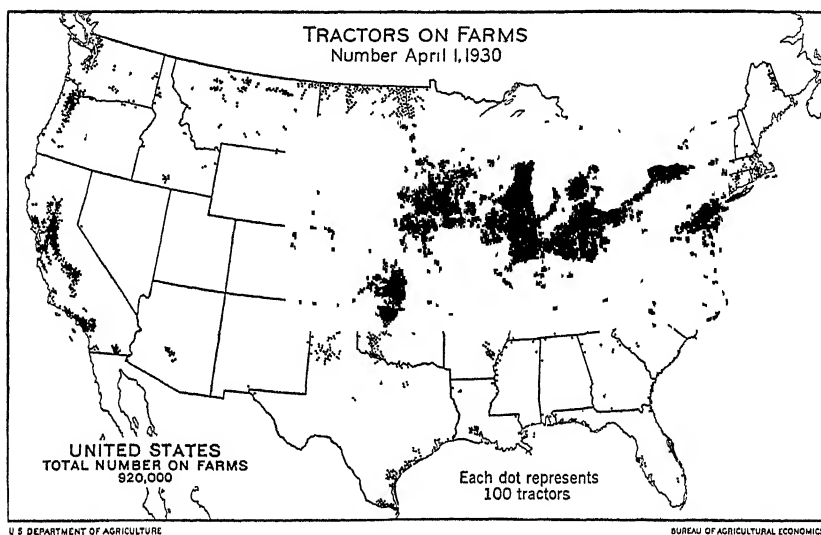 TRACTORS ON FARMS
Number April 1, 1930
UNITED STATES
TOTAL NUMBER ON FARMS
920,000
Each dot represents
100 tractors
U S DEPARTMENT OF AGRICULTURE
BUREAU OF AGRICULTURAL ECONOMICS